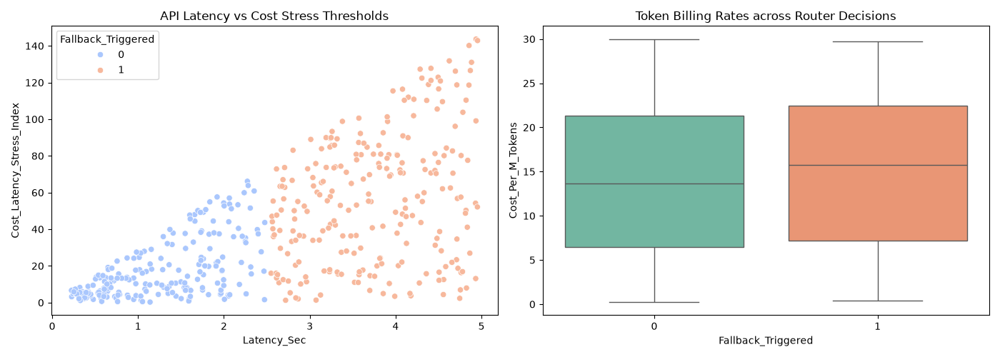 API Latency vs Cost Stress Thresholds
Fallback_Triggered
0
1
140
120
100
80
60
40
20
0
Cost_Latency_Stress_Index
0 1 2 3 4 5
Latency_Sec
Token Billing Rates across Router Decisions
30
25
20
15
10
5
0
Cost_Per_M_Tokens
0 1
Fallback_Triggered